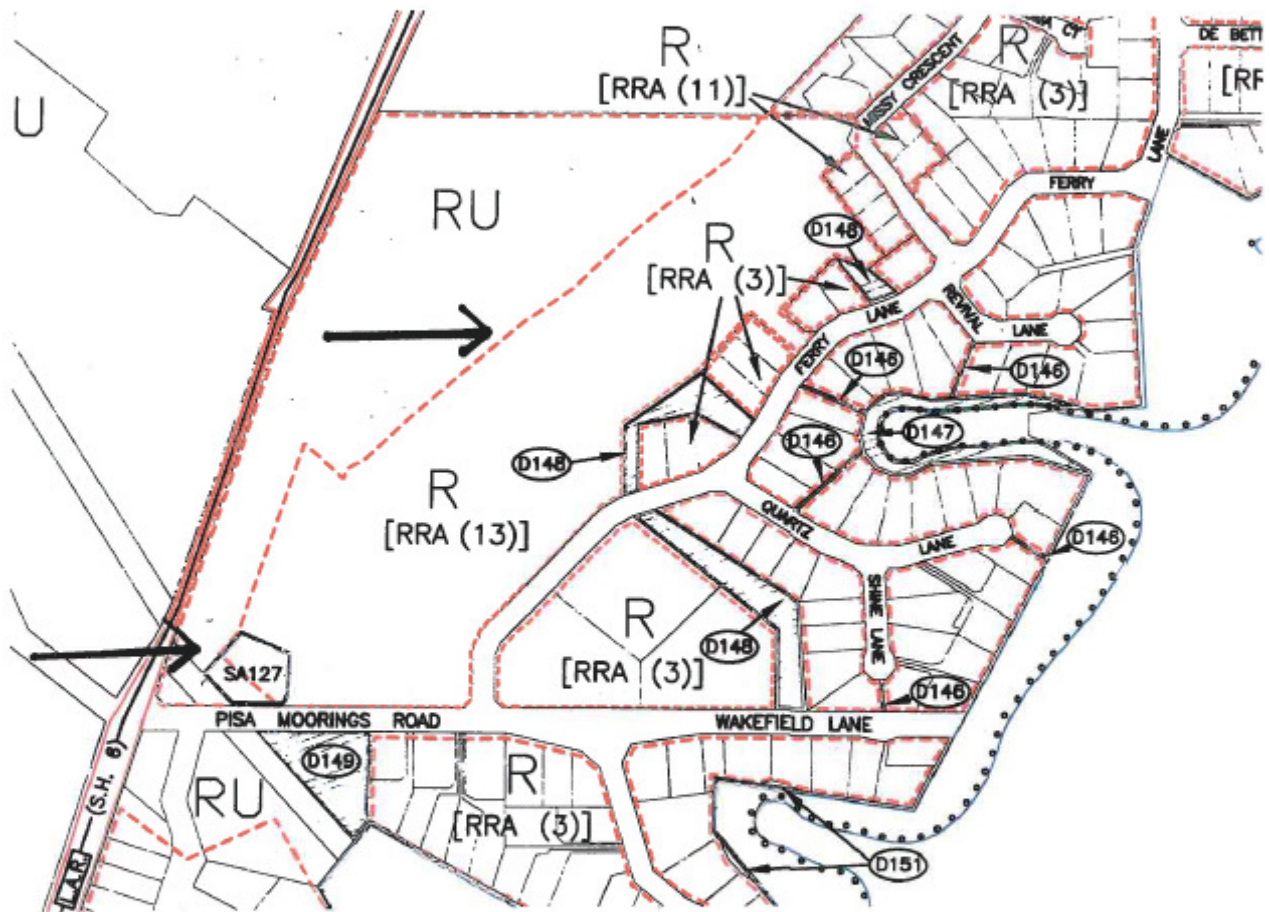 R
[RRA (11)]
MISSY CRESCENT
CT
R
[RRA (3)]
DE BETT
[RF
U
RU
LANE
FERRY
D148
R
[RRA (3)]
FERRY LANE
REVIVAL LANE
D146
D146
D147
D146
D148
R
[RRA (13)]
QUARTZ LANE
D146
SHINE LANE
R
[RRA (3)]
D148
D146
SA127
PISA MOORINGS ROAD
WAKEFIELD LANE
D149
RU
R
[RRA (3)]
D151
(S.H. 8)
L.A.R.